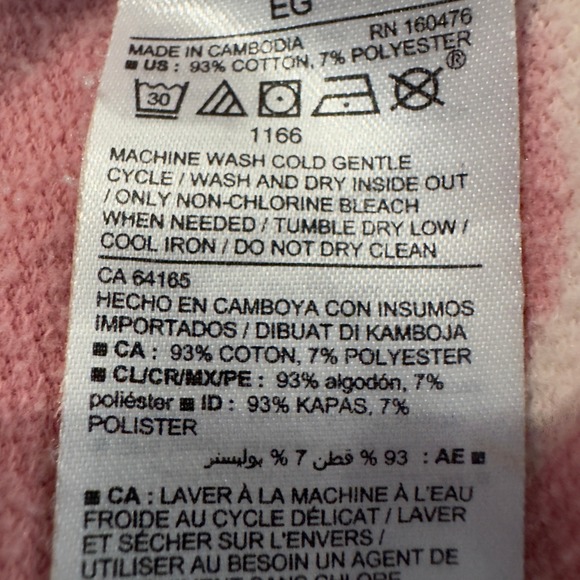 EG
RN 160476
MADE IN CAMBODIA
US : 93% COTTON, 7% POLYESTER
30
®
1166
MACHINE WASH COLD GENTLE
CYCLE / WASH AND DRY INSIDE OUT
/ ONLY NON-CHLORINE BLEACH
WHEN NEEDED / TUMBLE DRY LOW /
COOL IRON / DO NOT DRY CLEAN
CA 64165
HECHO EN CAMBOYA CON INSUMOS
IMPORTADOS / DIBUAT DI KAMBOJA
CA : 93% COTON, 7% POLYESTER
CL/CR/MX/PE : 93% algodón, 7%
poliéster ID : 93% KAPAS, 7%
POLISTER
AE : 93 % قطن 7 % بوليستر
CA : LAVER À LA MACHINE À L'EAU
FROIDE AU CYCLE DÉLICAT / LAVER
ET SÉCHER SUR L'ENVERS /
UTILISER AU BESOIN UN AGENT DE
SANS CHLORE